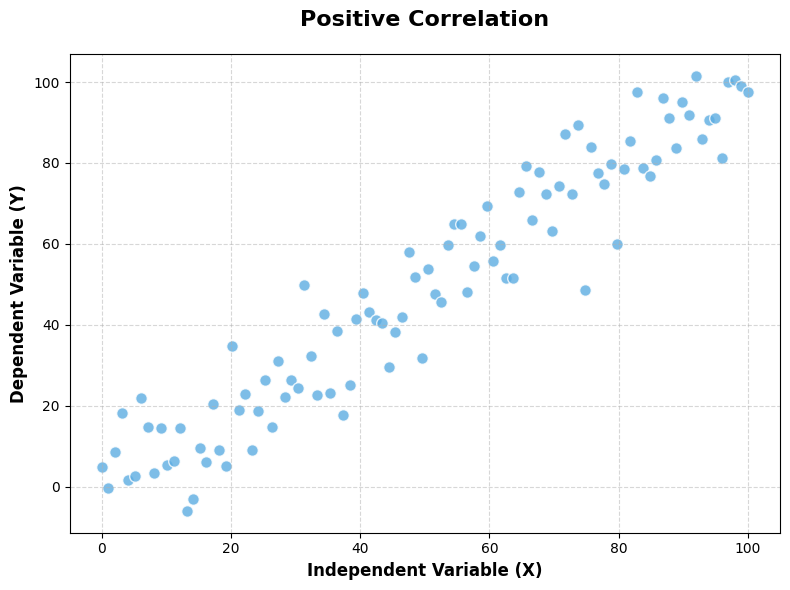 Positive Correlation
100
80
60
40
20
0
Dependent Variable (Y)
0 20 40 60 80 100
Independent Variable (X)